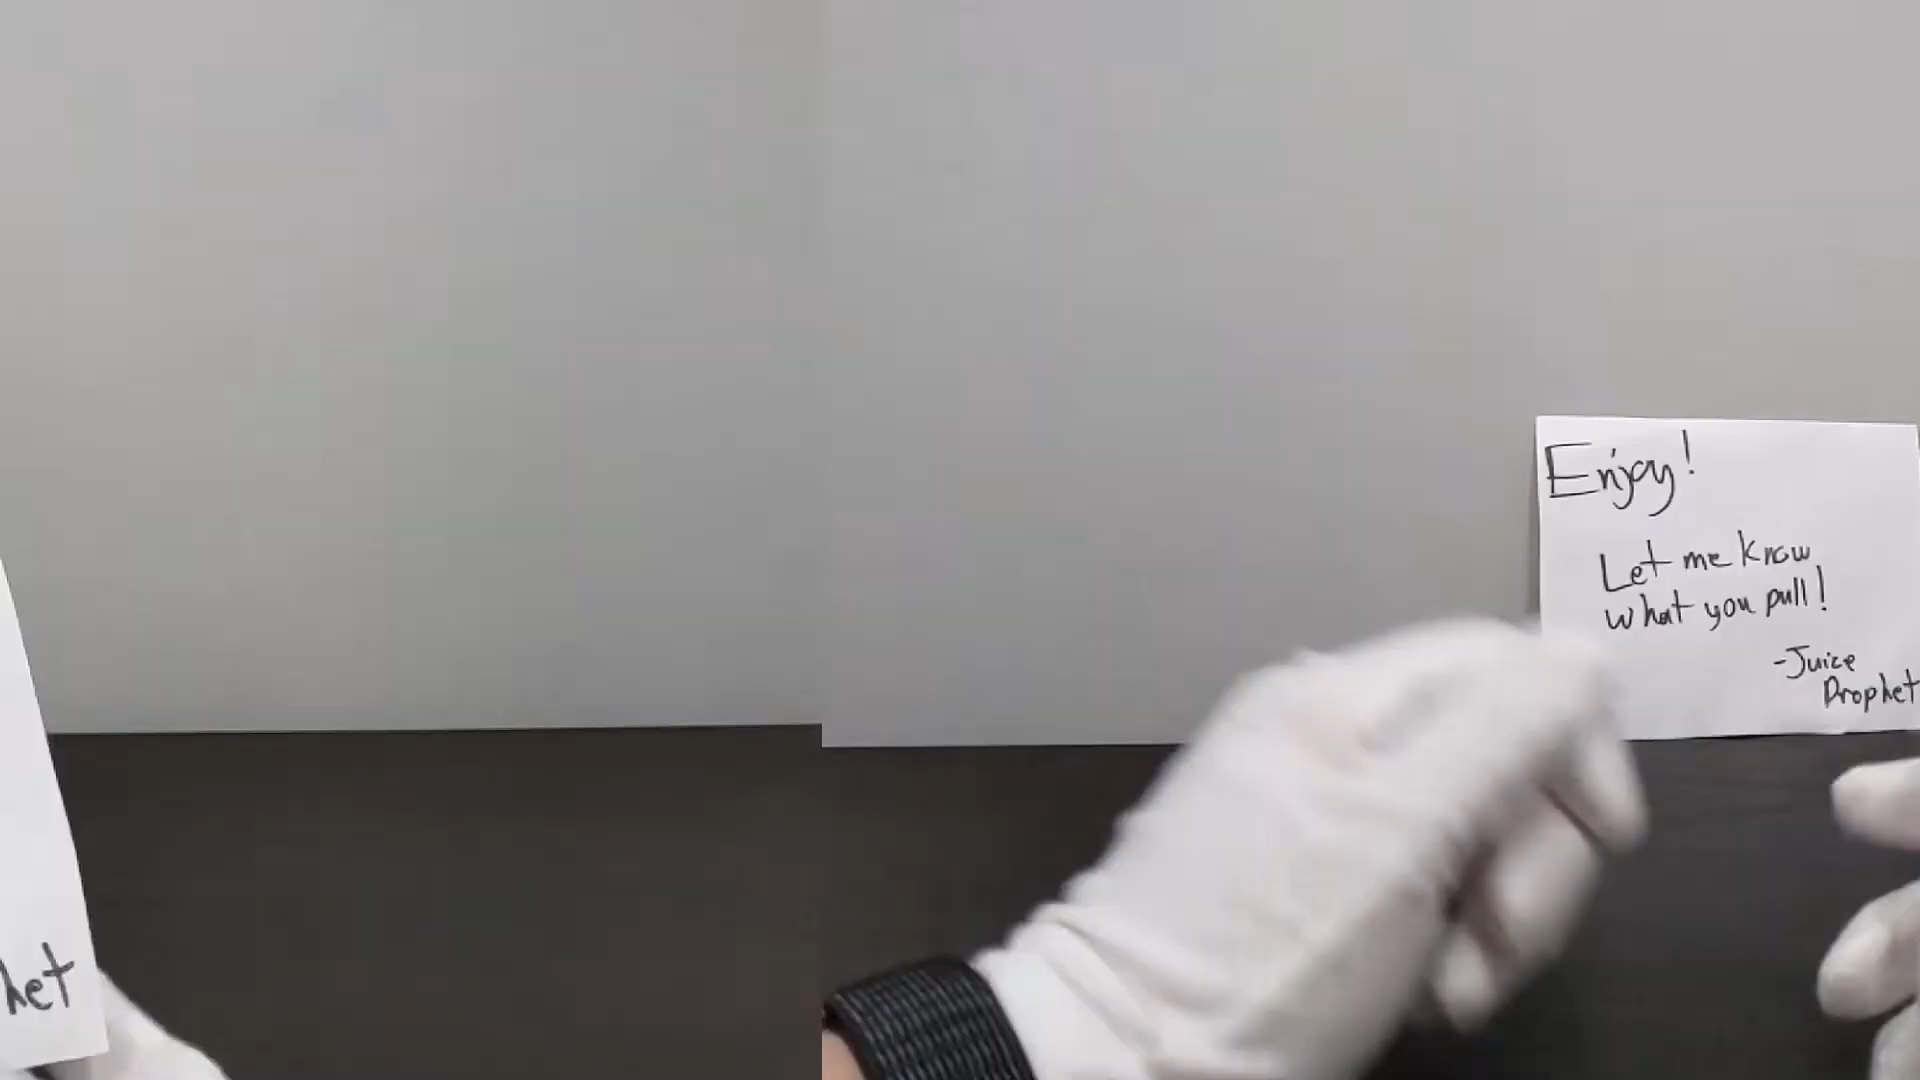 het
Enjoy!
Let me know
what you pull!
-Juice
Prophet